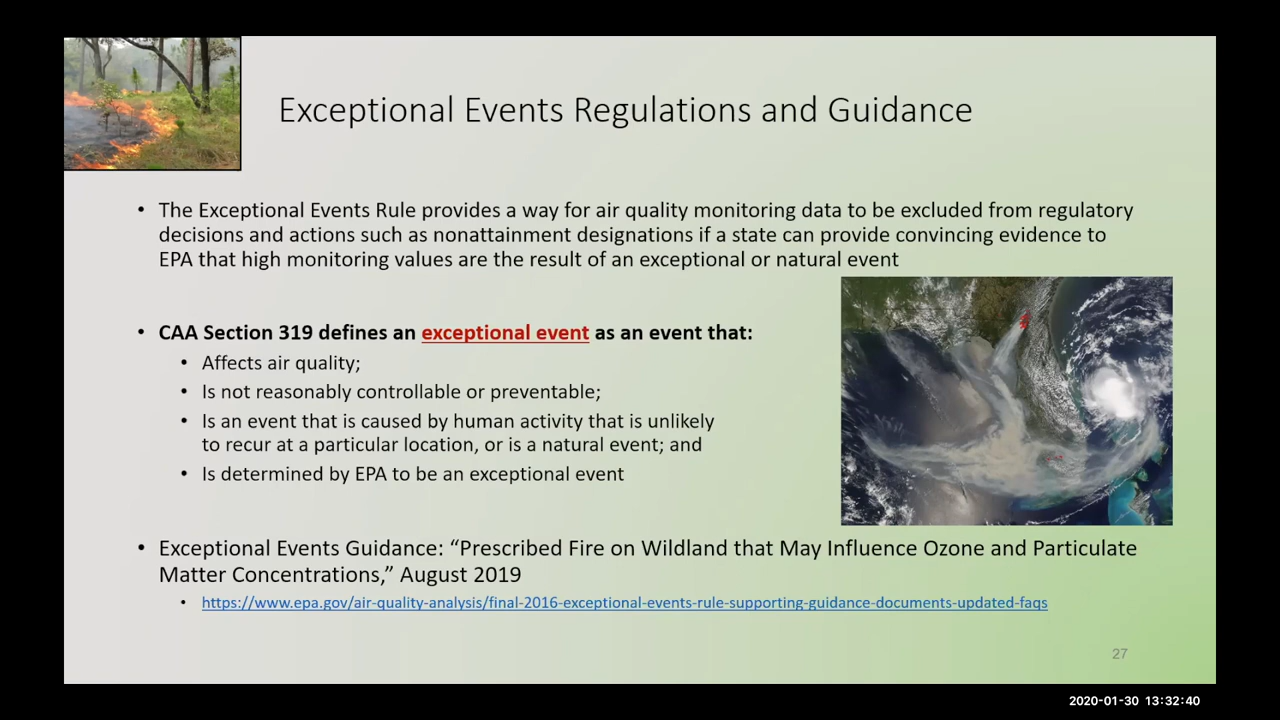 Exceptional Events Regulations and Guidance
• The Exceptional Events Rule provides a way for air quality monitoring data to be excluded from regulatory
decisions and actions such as nonattainment designations if a state can provide convincing evidence to
EPA that high monitoring values are the result of an exceptional or natural event
• CAA Section 319 defines an exceptional event as an event that:
• Affects air quality;
• Is not reasonably controllable or preventable;
• Is an event that is caused by human activity that is unlikely
to recur at a particular location, or is a natural event; and
• Is determined by EPA to be an exceptional event
• Exceptional Events Guidance: “Prescribed Fire on Wildland that May Influence Ozone and Particulate
Matter Concentrations,” August 2019
• https://www.epa.gov/air-quality-analysis/final-2016-exceptional-events-rule-supporting-guidance-documents-updated-faqs
27
2020-01-30 13:32:40